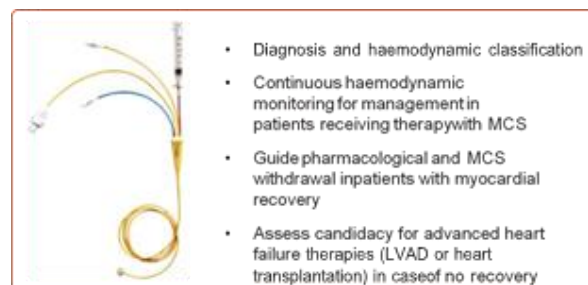 Diagnosis and haemodynamic classification
Continuous haemodynamic
monitoring for management in
patients receiving therapywith MCS
Guide pharmacological and MCS
withdrawal inpatients with myocardial
recovery
Assess candidacy for advanced heart
failure therapies (LVAD or heart
transplantation) in caseof no recovery